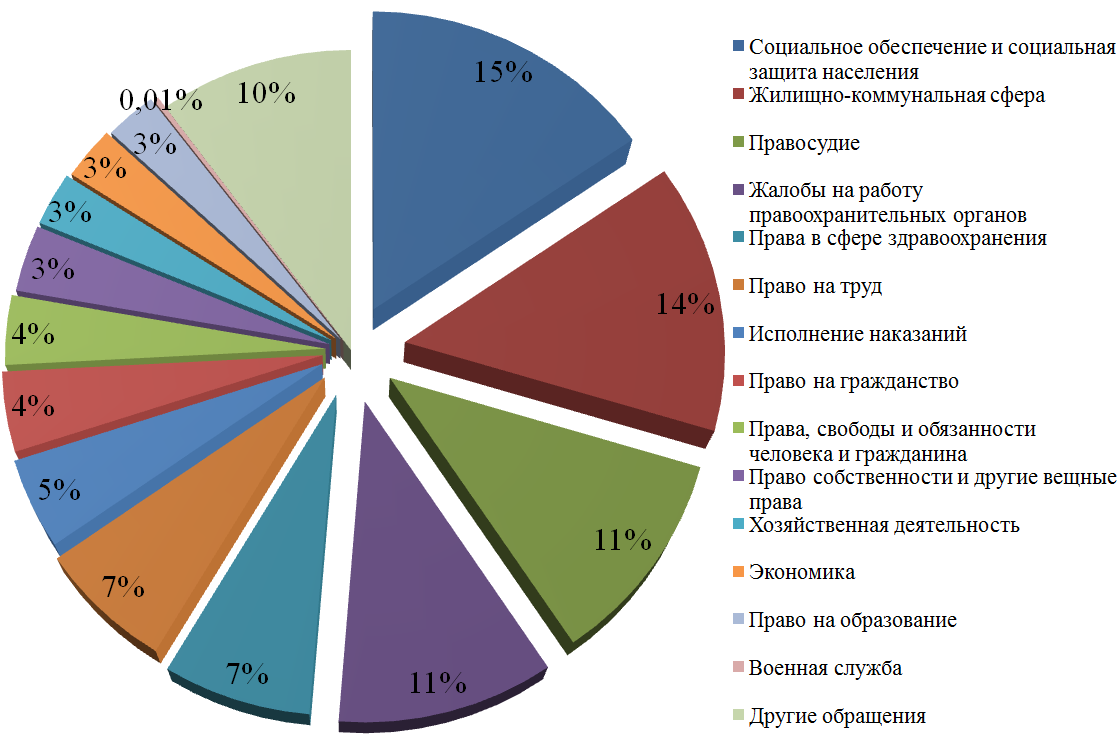 15%
14%
11%
11%
7%
7%
5%
4%
4%
3%
3%
3%
3%
0,01%
10%
Социальное обеспечение и социальная
защита населения
Жилищно-коммунальная сфера
Правосудие
Жалобы на работу
правоохранительных органов
Права в сфере здравоохранения
Право на труд
Исполнение наказаний
Право на гражданство
Права, свободы и обязанности
человека и гражданина
Право собственности и другие вещные
права
Хозяйственная деятельность
Экономика
Право на образование
Военная служба
Другие обращения